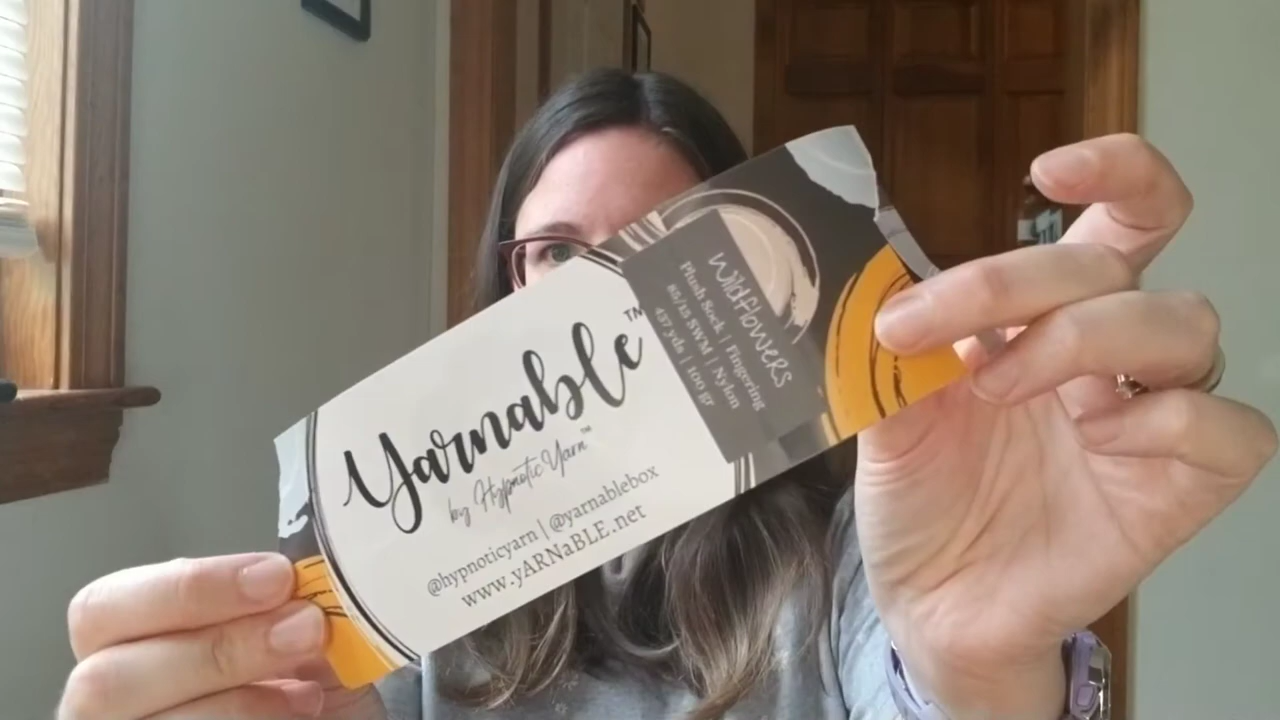 Yarnable™
by Hypnotic Yarn™
@hypnoticyarn | @yarnablebox
www.yARNaBLE.net
Wildflowers
Plush Sock | Fingering
85/15 SWM | Nylon
437 yds | 100 gr